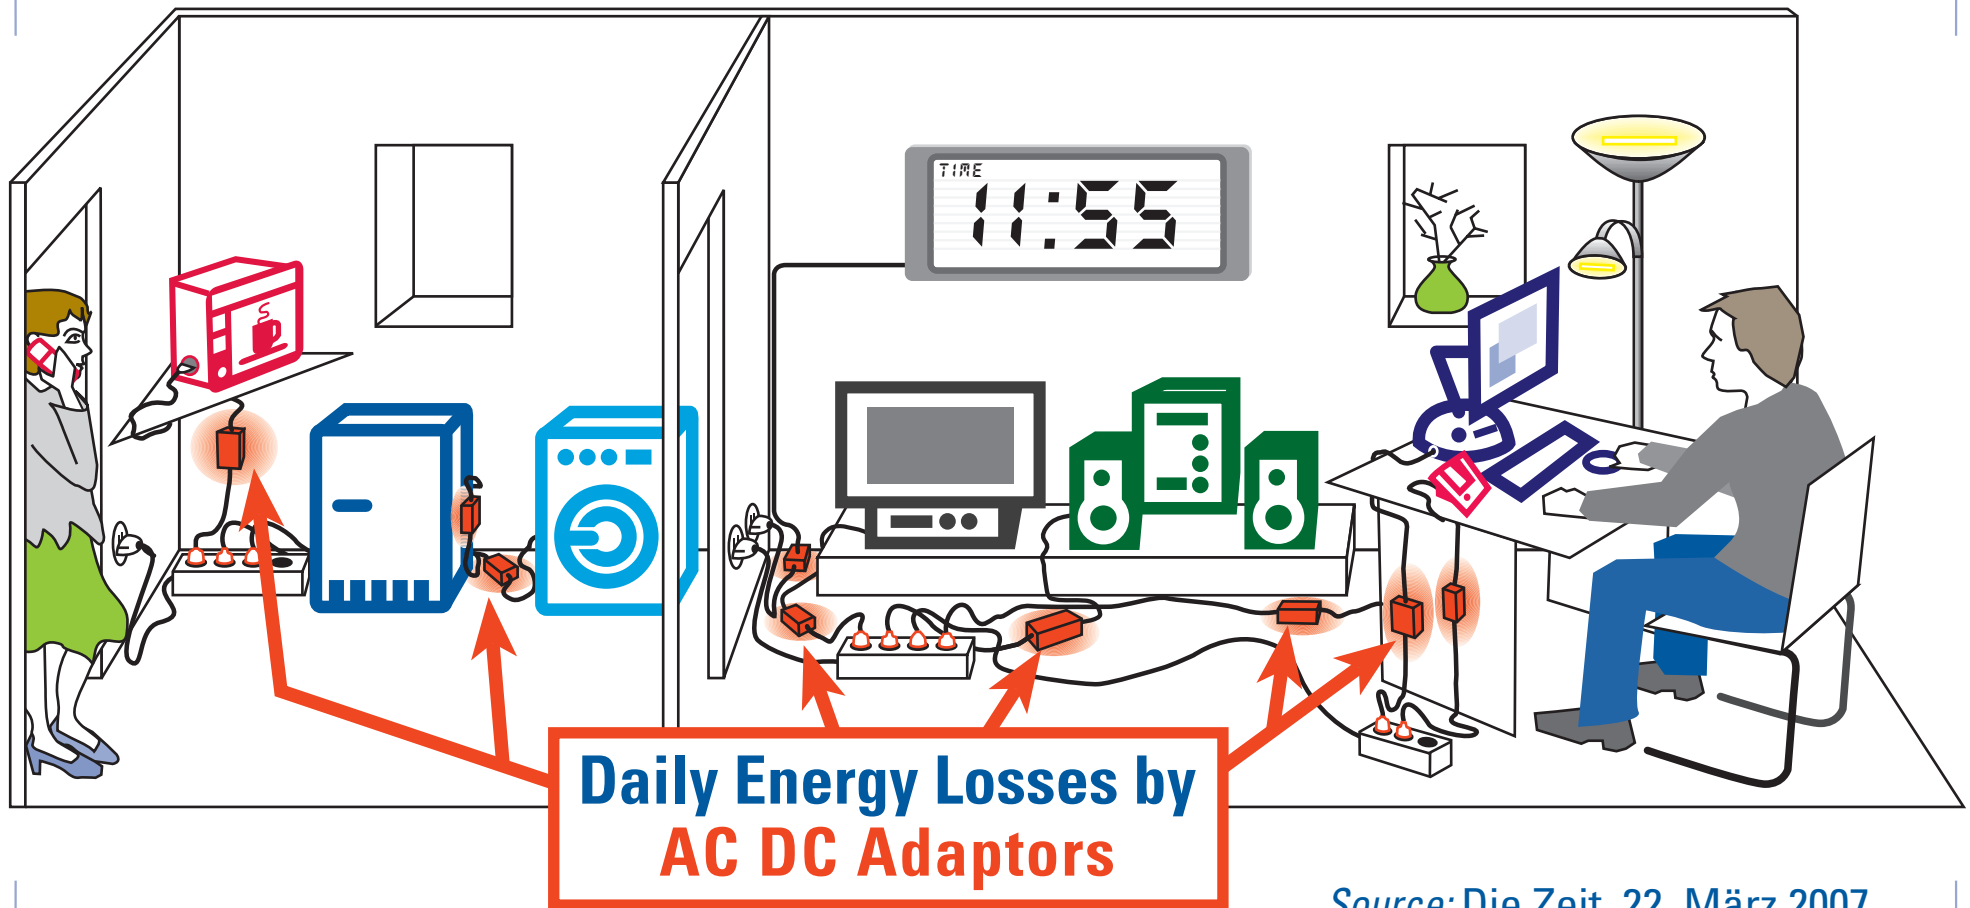 TIME
11:55
Daily Energy Losses by
AC DC Adaptors
Source: Die Zeit, 22. März 2007